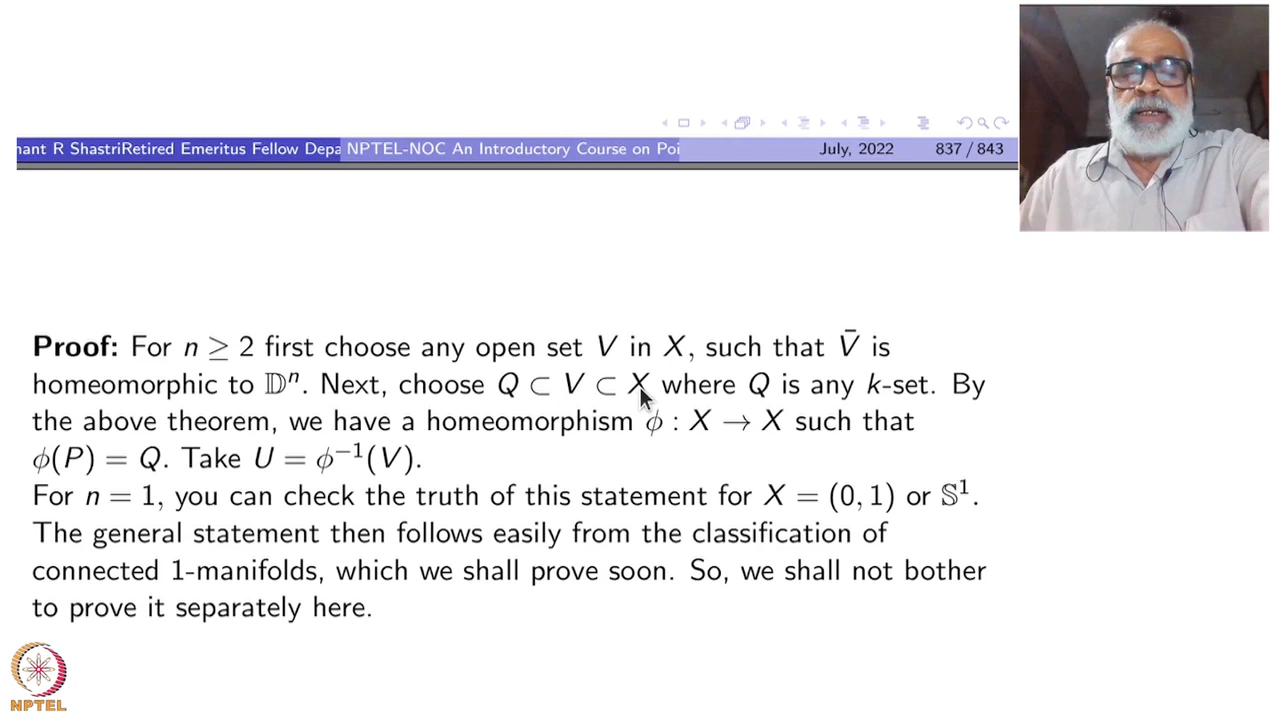 nant R ShastriRetired Emeritus Fellow Depa NPTEL-NOC An Introductory Course on Poi July, 2022 837 / 843
Proof: For n ≥ 2 first choose any open set V in X, such that V̄ is
homeomorphic to 𝔻ⁿ. Next, choose Q ⊂ V ⊂ X where Q is any k-set. By
the above theorem, we have a homeomorphism ϕ : X → X such that
ϕ(P) = Q. Take U = ϕ⁻¹(V).
For n = 1, you can check the truth of this statement for X = (0, 1) or 𝕊¹.
The general statement then follows easily from the classification of
connected 1-manifolds, which we shall prove soon. So, we shall not bother
to prove it separately here.
NPTEL